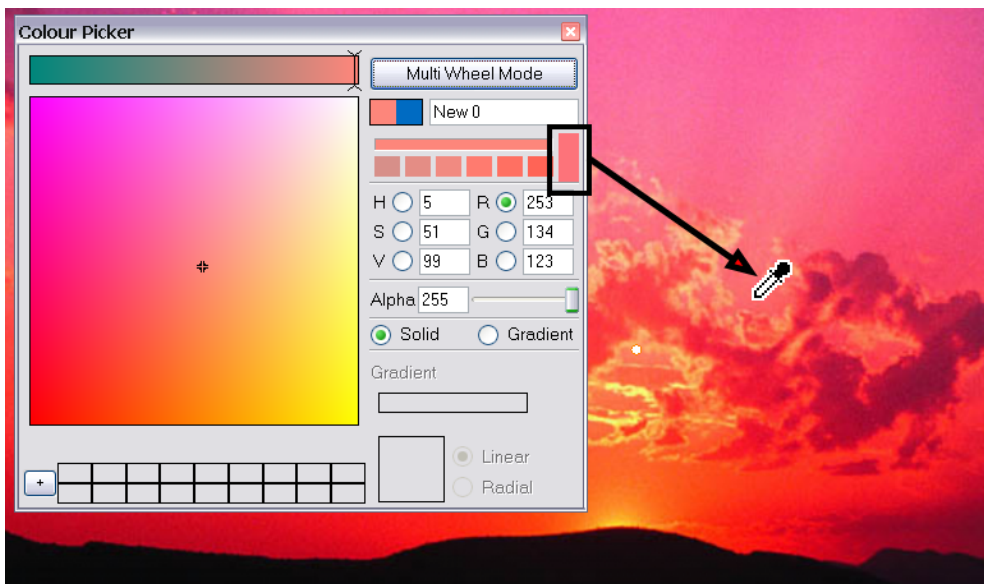 Colour Picker
Multi Wheel Mode
New 0
H 5 R 253
S 51 G 134
V 99 B 123
Alpha 255
Solid Gradient
Gradient
Linear
Radial
+